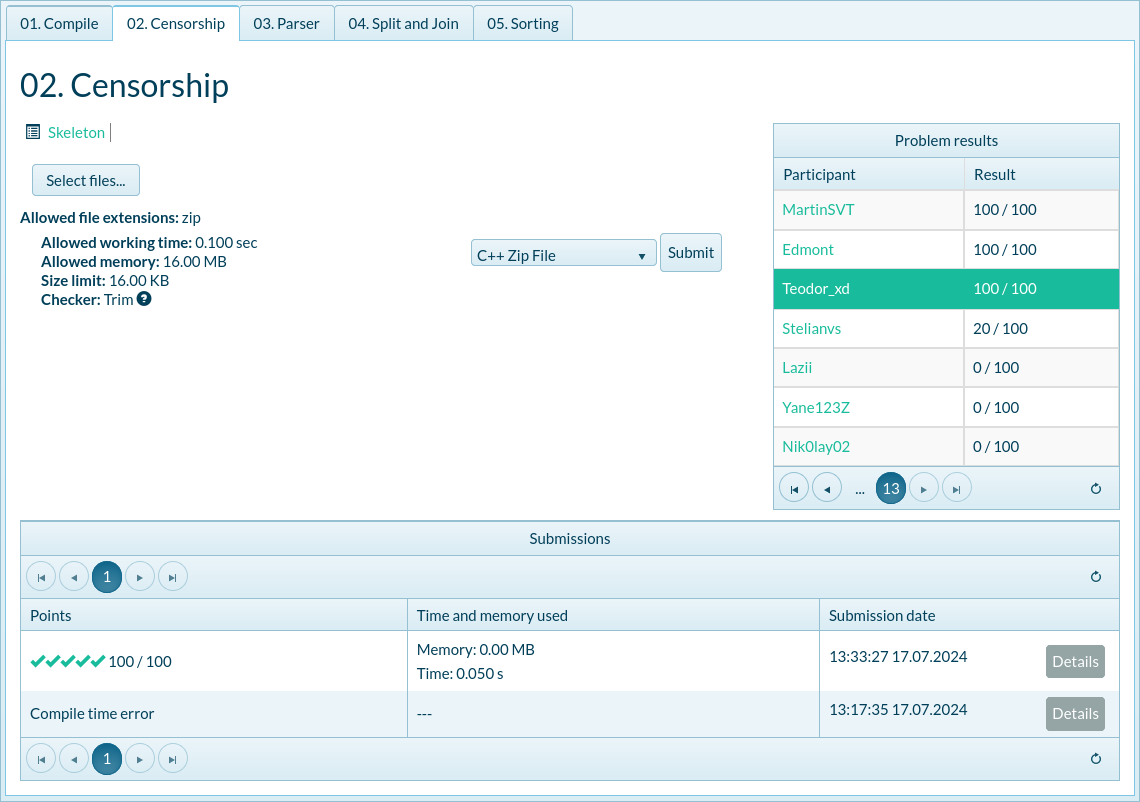 01. Compile
02. Censorship
03. Parser
04. Split and Join
05. Sorting
02. Censorship
Skeleton
Select files...
Allowed file extensions: zip
Allowed working time: 0.100 sec
Allowed memory: 16.00 MB
Size limit: 16.00 KB
Checker: Trim ?
C++ Zip File
Submit
Problem results
Participant Result
MartinSVT 100 / 100
Edmont 100 / 100
Teodor_xd 100 / 100
Stelianvs 20 / 100
Lazii 0 / 100
Yane123Z 0 / 100
Nik0lay02 0 / 100
... 13
Submissions
1
Points Time and memory used Submission date
100 / 100 Memory: 0.00 MB 13:33:27 17.07.2024 Details
Time: 0.050 s
Compile time error --- 13:17:35 17.07.2024 Details
1